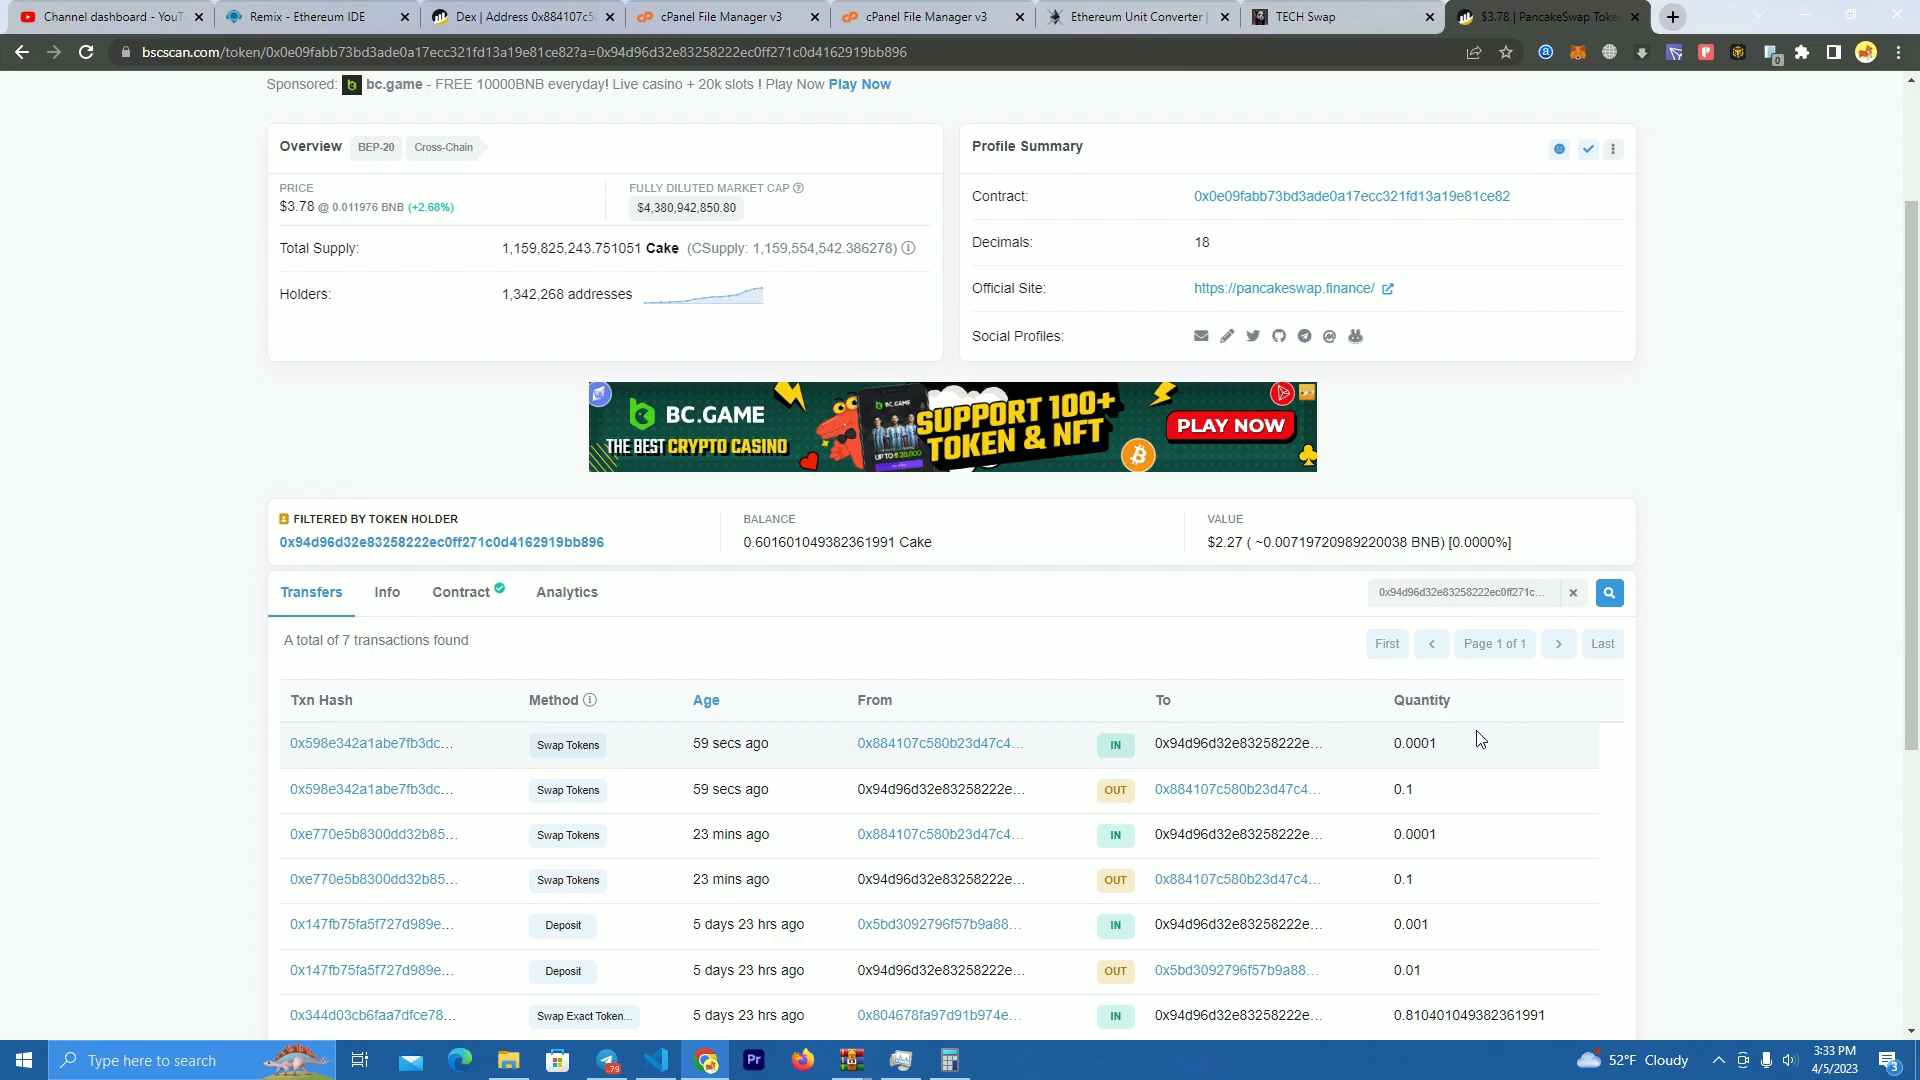 Channel dashboard - YouT
Remix - Ethereum IDE
Dex | Address 0x884107c5
cPanel File Manager v3
cPanel File Manager v3
Ethereum Unit Converter |
TECH Swap
$3.78 | PancakeSwap Toke
bscscan.com/token/0x0e09fabb73bd3ade0a17ecc321fd13a19e81ce82?a=0x94d96d32e83258222ec0ff271c0d4162919bb896
Sponsored: bc.game - FREE 10000BNB everyday! Live casino + 20k slots ! Play Now Play Now
Overview BEP-20 Cross-Chain
PRICE
$3.78 @ 0.011976 BNB (+2.68%)
FULLY DILUTED MARKET CAP
$4,380,942,850.80
Total Supply: 1,159,825,243.751051 Cake (CSupply: 1,159,554,542.386278)
Holders: 1,342,268 addresses
Profile Summary
Contract: 0x0e09fabb73bd3ade0a17ecc321fd13a19e81ce82
Decimals: 18
Official Site: https://pancakeswap.finance/
Social Profiles:
BC.GAME
THE BEST CRYPTO CASINO
BC.GAME
SUPPORT 100+
TOKEN & NFT
PLAY NOW
FILTERED BY TOKEN HOLDER
0x94d96d32e83258222ec0ff271c0d4162919bb896
BALANCE
0.601601049382361991 Cake
VALUE
$2.27 ( ~0.00719720989220038 BNB) [0.0000%]
Transfers Info Contract Analytics
0x94d96d32e83258222ec0ff271c...
A total of 7 transactions found
First Page 1 of 1 Last
Txn Hash Method Age From To Quantity
0x598e342a1abe7fb3dc... Swap Tokens 59 secs ago 0x884107c580b23d47c4... IN 0x94d96d32e83258222e... 0.0001
0x598e342a1abe7fb3dc... Swap Tokens 59 secs ago 0x94d96d32e83258222e... OUT 0x884107c580b23d47c4... 0.1
0xe770e5b8300dd32b85... Swap Tokens 23 mins ago 0x884107c580b23d47c4... IN 0x94d96d32e83258222e... 0.0001
0xe770e5b8300dd32b85... Swap Tokens 23 mins ago 0x94d96d32e83258222e... OUT 0x884107c580b23d47c4... 0.1
0x147fb75fa5f727d989e... Deposit 5 days 23 hrs ago 0x5bd3092796f57b9a88... IN 0x94d96d32e83258222e... 0.001
0x147fb75fa5f727d989e... Deposit 5 days 23 hrs ago 0x94d96d32e83258222e... OUT 0x5bd3092796f57b9a88... 0.01
0x344d03cb6faa7dfce78... Swap Exact Token... 5 days 23 hrs ago 0x804678fa97d91b974e... IN 0x94d96d32e83258222e... 0.810401049382361991
Type here to search
79
Pr
52°F Cloudy
3:33 PM
4/5/2023
3